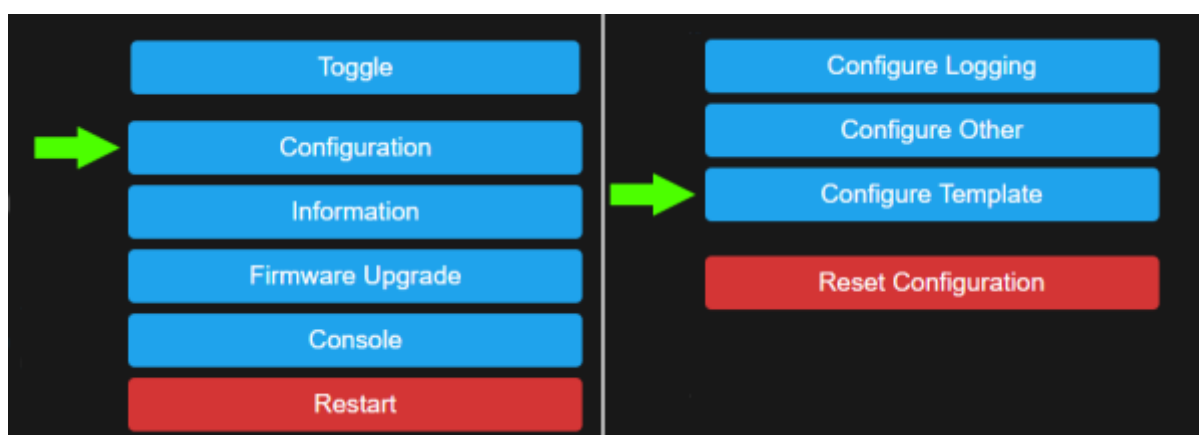 Toggle
Configuration
Information
Firmware Upgrade
Console
Restart
Configure Logging
Configure Other
Configure Template
Reset Configuration